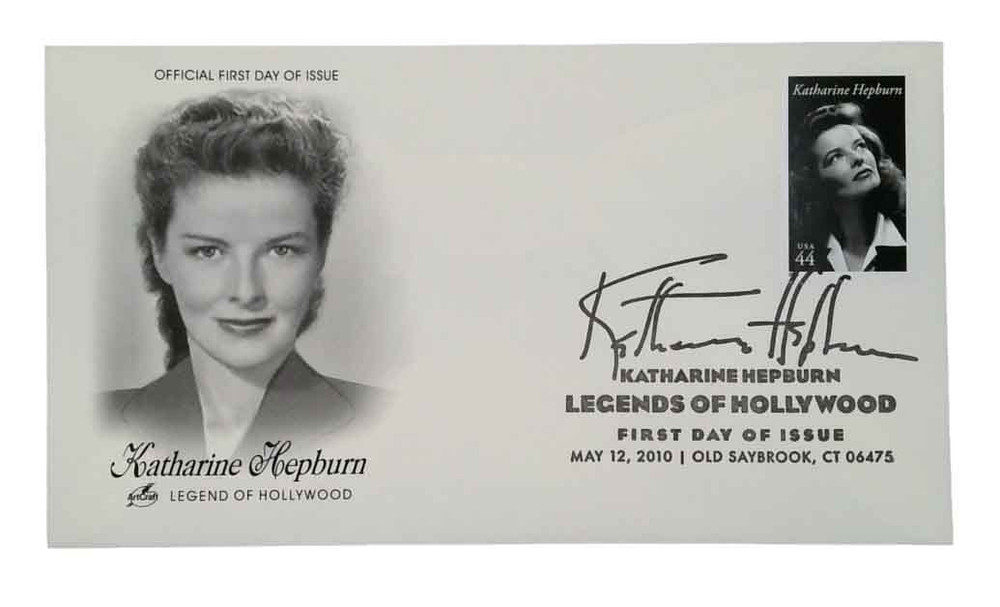 OFFICIAL FIRST DAY OF ISSUE
Katharine Hepburn
ArtCraft LEGEND OF HOLLYWOOD
Katharine Hepburn
USA
44
Katharine Hepburn
KATHARINE HEPBURN
LEGENDS OF HOLLYWOOD
FIRST DAY OF ISSUE
MAY 12, 2010 | OLD SAYBROOK, CT 06475